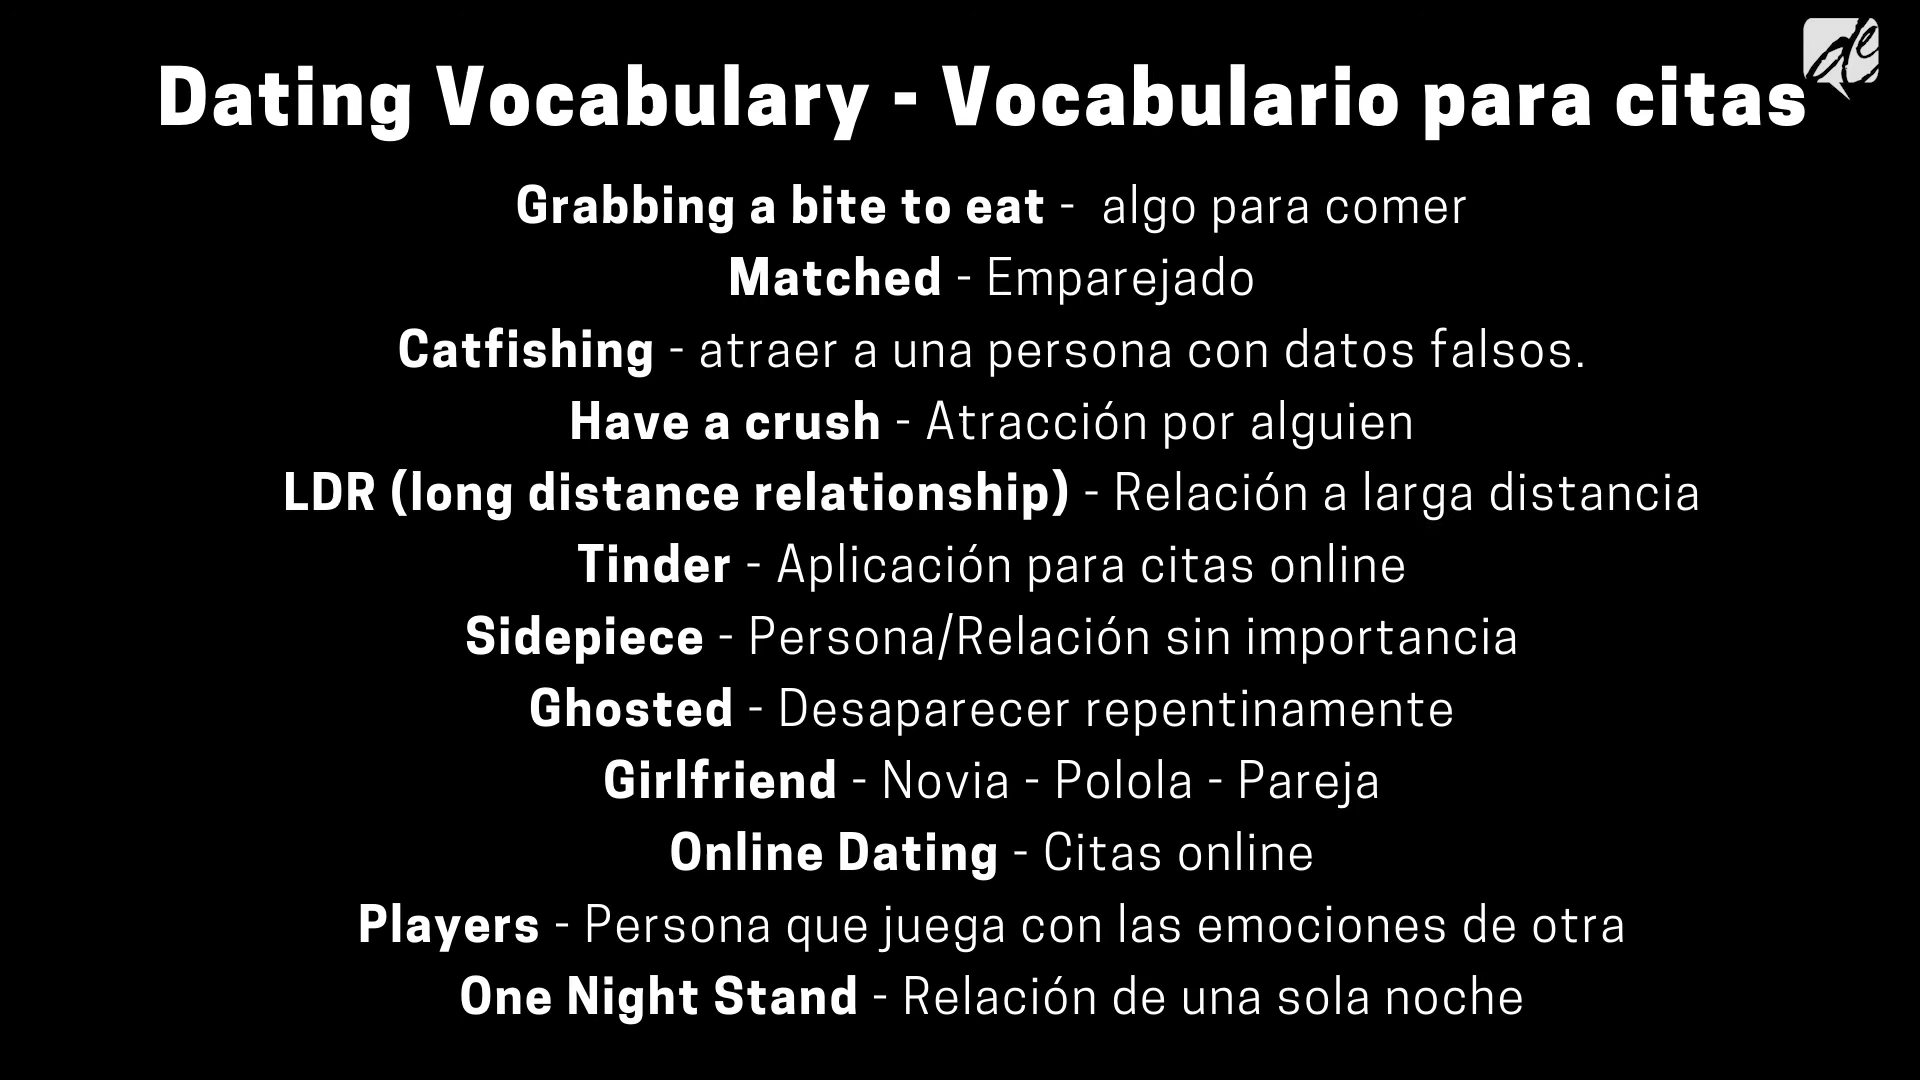 Dating Vocabulary - Vocabulario para citas
Grabbing a bite to eat - algo para comer
Matched - Emparejado
Catfishing - atraer a una persona con datos falsos.
Have a crush - Atracción por alguien
LDR (long distance relationship) - Relación a larga distancia
Tinder - Aplicación para citas online
Sidepiece - Persona/Relación sin importancia
Ghosted - Desaparecer repentinamente
Girlfriend - Novia - Polola - Pareja
Online Dating - Citas online
Players - Persona que juega con las emociones de otra
One Night Stand - Relación de una sola noche